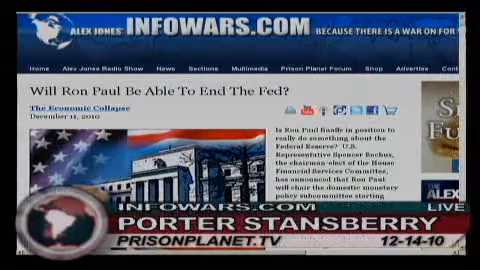 ALEX JONES' INFOWARS.COM BECAUSE THERE IS A WAR ON FOR
Home Alex Jones Radio Show News Sections Multimedia Prison Planet Forum Shop Advertise
Will Ron Paul Be Able To End The Fed?
The Economic Collapse
December 11, 2010
Is Ron Paul finally in position to
do something about the
Federal Reserve? U.S.
Representative Spencer Bachus,
the chairman-elect of the House
Financial Services Committee,
has announced that Ron Paul
will chair the domestic monetary
policy subcommittee starting
INFOWARS.COM LIVE
PORTER STANSBERRY
PRISONPLANET.TV 12-14-10